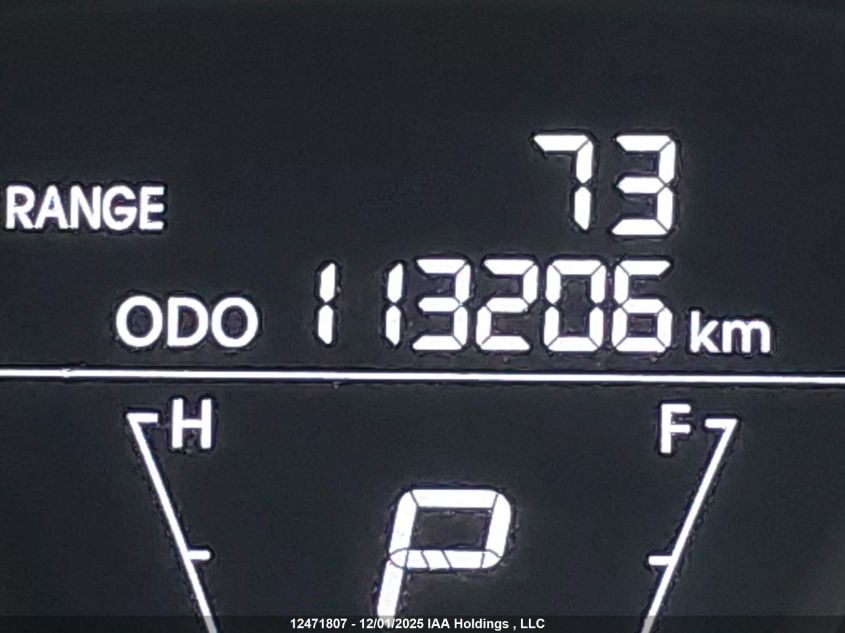 RANGE 73
ODO 113206 km
H F
P
12471807 - 12/01/2025 IAA Holdings , LLC